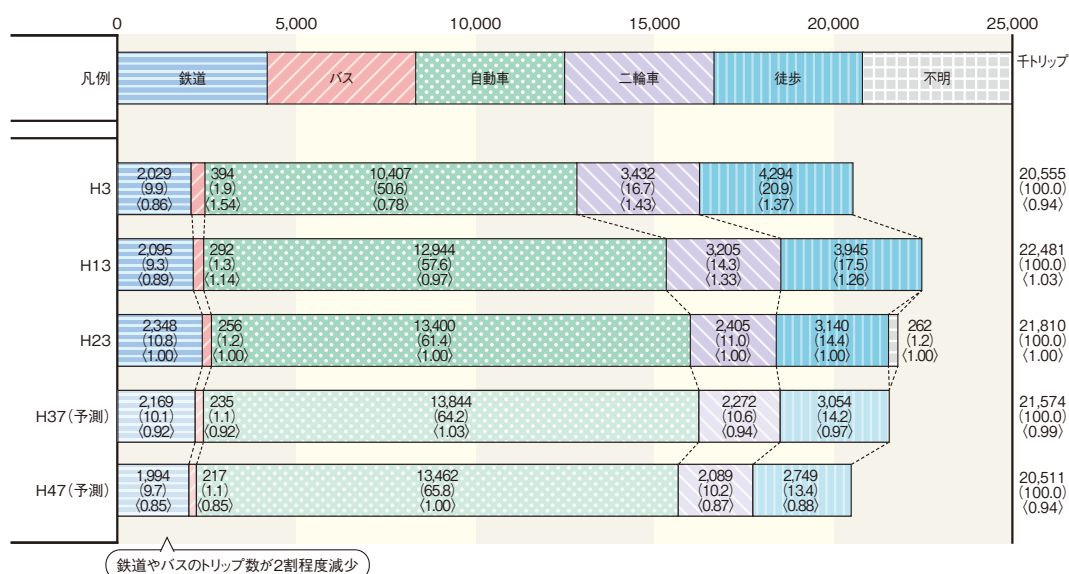 0 5,000 10,000 15,000 20,000 25,000
千トリップ
凡例 鉄道 バス 自動車 二輪車 徒歩 不明
H3
2,029 394 10,407 3,432 4,294 20,555
(9.9) (1.9) (50.6) (16.7) (20.9) (100.0)
〈0.86〉 〈1.54〉 〈0.78〉 〈1.43〉 〈1.37〉 〈0.94〉
H13
2,095 292 12,944 3,205 3,945 22,481
(9.3) (1.3) (57.6) (14.3) (17.5) (100.0)
〈0.89〉 〈1.14〉 〈0.97〉 〈1.33〉 〈1.26〉 〈1.03〉
H23
2,348 256 13,400 2,405 3,140 262 21,810
(10.8) (1.2) (61.4) (11.0) (14.4) (1.2) (100.0)
〈1.00〉 〈1.00〉 〈1.00〉 〈1.00〉 〈1.00〉 〈1.00〉 〈1.00〉
H37(予測)
2,169 235 13,844 2,272 3,054 21,574
(10.1) (1.1) (64.2) (10.6) (14.2) (100.0)
〈0.92〉 〈0.92〉 〈1.03〉 〈0.94〉 〈0.97〉 〈0.99〉
H47(予測)
1,994 217 13,462 2,089 2,749 20,511
(9.7) (1.1) (65.8) (10.2) (13.4) (100.0)
〈0.85〉 〈0.85〉 〈1.00〉 〈0.87〉 〈0.88〉 〈0.94〉
鉄道やバスのトリップ数が2割程度減少